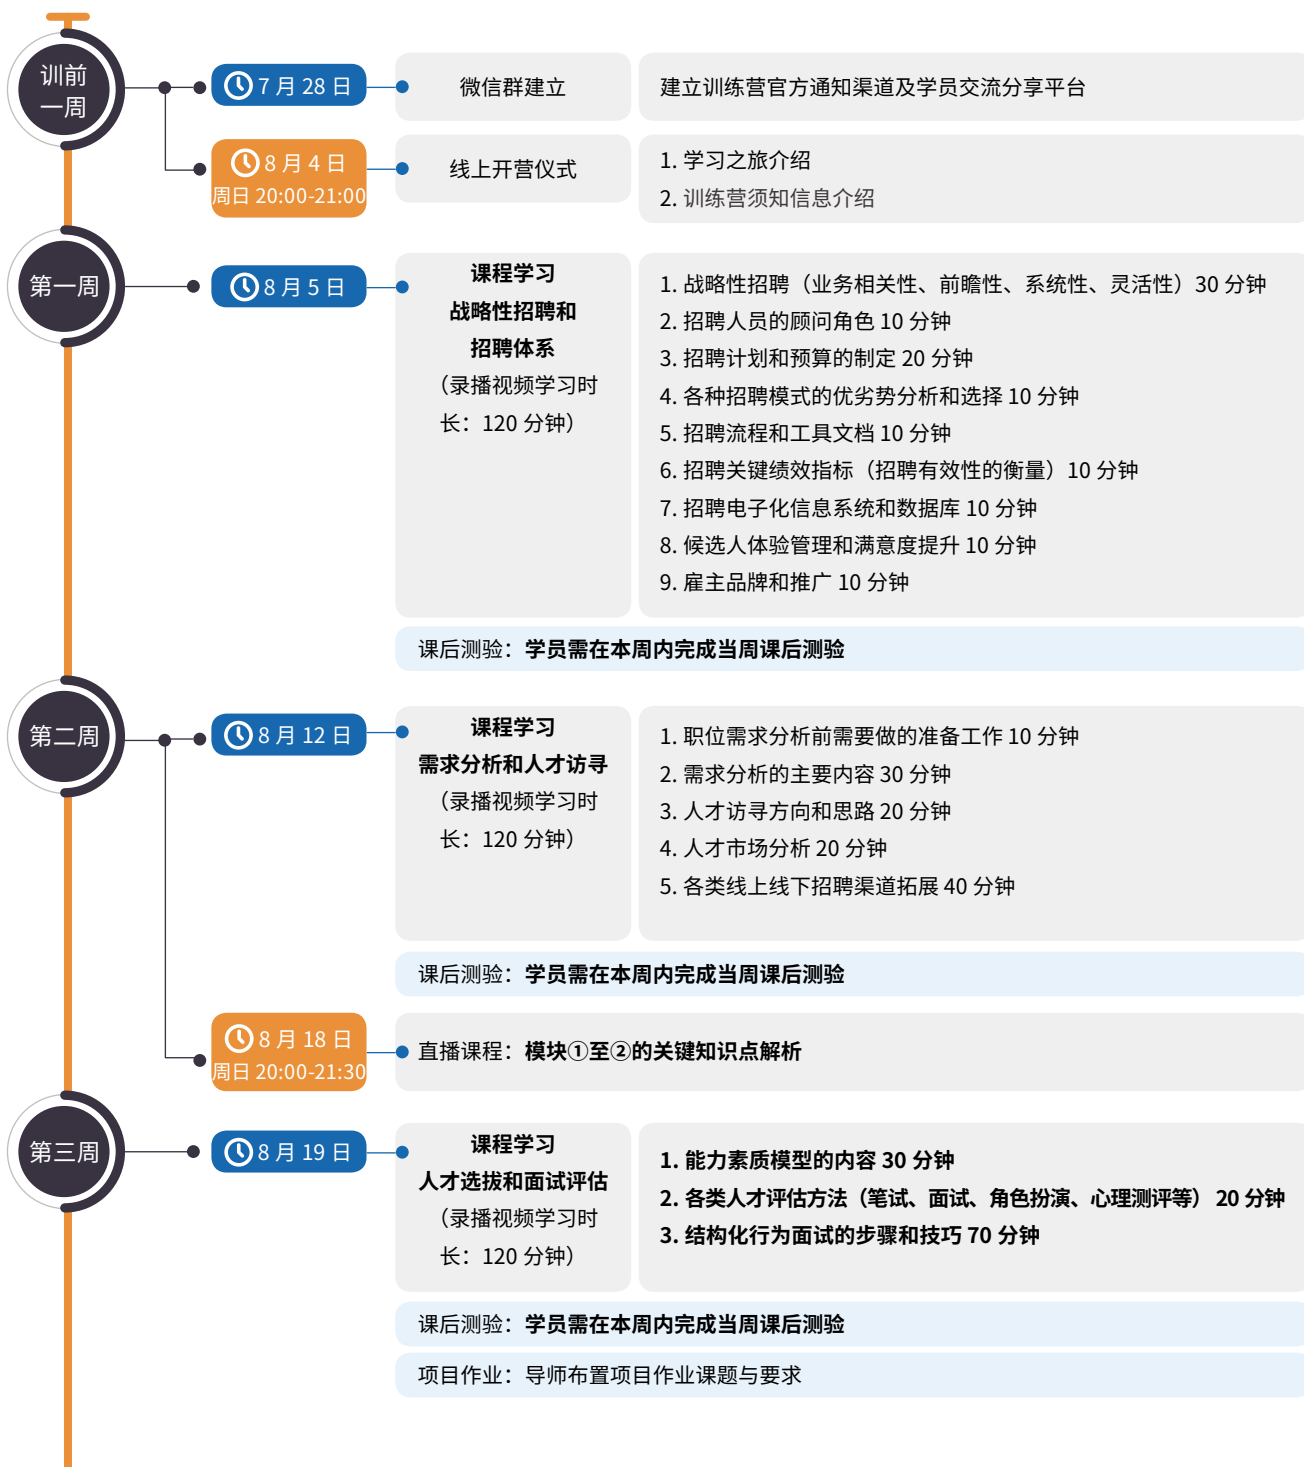 训前
一周
7 月 28 日
微信群建立
建立训练营官方通知渠道及学员交流分享平台
8 月 4 日
周日 20:00-21:00
线上开营仪式
1. 学习之旅介绍
2. 训练营须知信息介绍
第一周
8 月 5 日
课程学习
战略性招聘和
招聘体系
（录播视频学习时
长：120 分钟）
1. 战略性招聘（业务相关性、前瞻性、系统性、灵活性）30 分钟
2. 招聘人员的顾问角色 10 分钟
3. 招聘计划和预算的制定 20 分钟
4. 各种招聘模式的优劣势分析和选择 10 分钟
5. 招聘流程和工具文档 10 分钟
6. 招聘关键绩效指标（招聘有效性的衡量）10 分钟
7. 招聘电子化信息系统和数据库 10 分钟
8. 候选人体验管理和满意度提升 10 分钟
9. 雇主品牌和推广 10 分钟
课后测验：学员需在本周内完成当周课后测验
第二周
8 月 12 日
课程学习
需求分析和人才访寻
（录播视频学习时
长：120 分钟）
1. 职位需求分析前需要做的准备工作 10 分钟
2. 需求分析的主要内容 30 分钟
3. 人才访寻方向和思路 20 分钟
4. 人才市场分析 20 分钟
5. 各类线上线下招聘渠道拓展 40 分钟
课后测验：学员需在本周内完成当周课后测验
8 月 18 日
周日 20:00-21:30
直播课程：模块①至②的关键知识点解析
第三周
8 月 19 日
课程学习
人才选拔和面试评估
（录播视频学习时
长：120 分钟）
1. 能力素质模型的内容 30 分钟
2. 各类人才评估方法（笔试、面试、角色扮演、心理测评等） 20 分钟
3. 结构化行为面试的步骤和技巧 70 分钟
课后测验：学员需在本周内完成当周课后测验
项目作业：导师布置项目作业课题与要求